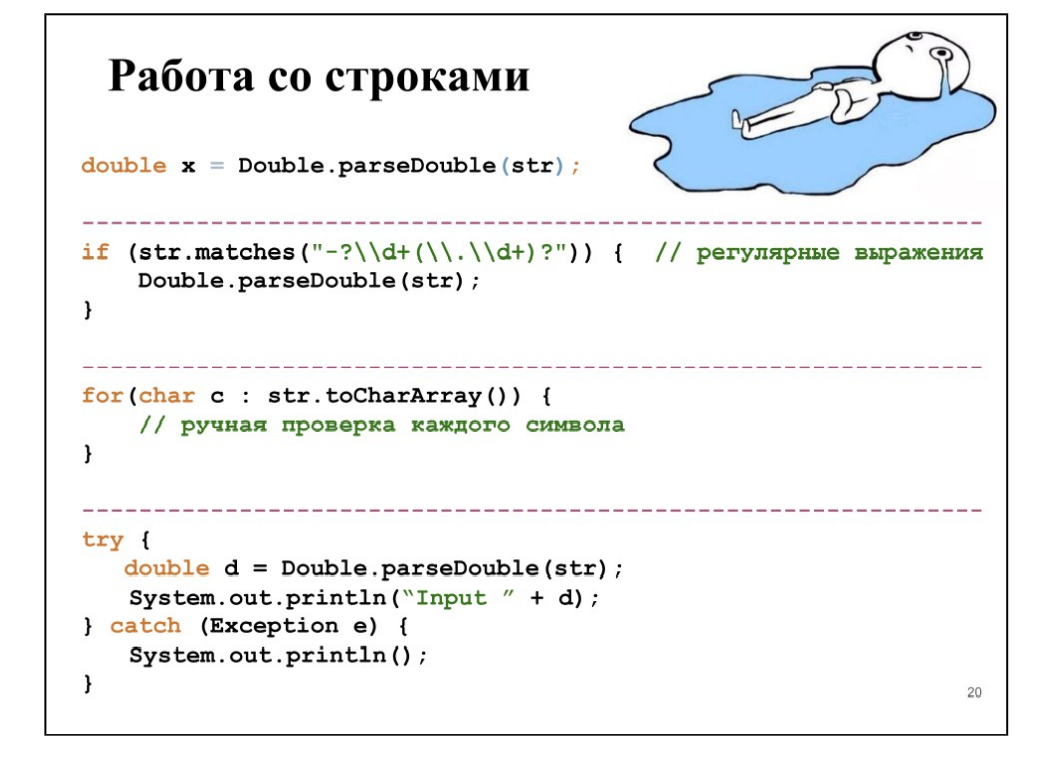 Работа со строками
double x = Double.parseDouble(str);
---------------------------------------------------------------
if (str.matches("-?\\d+(\\.\\d+)?")) {  // регулярные выражения
    Double.parseDouble(str);
}
---------------------------------------------------------------
for(char c : str.toCharArray()) {
    // ручная проверка каждого символа
}
---------------------------------------------------------------
try {
   double d = Double.parseDouble(str);
   System.out.println(“Input ” + d);
} catch (Exception e) {
   System.out.println();
}
20